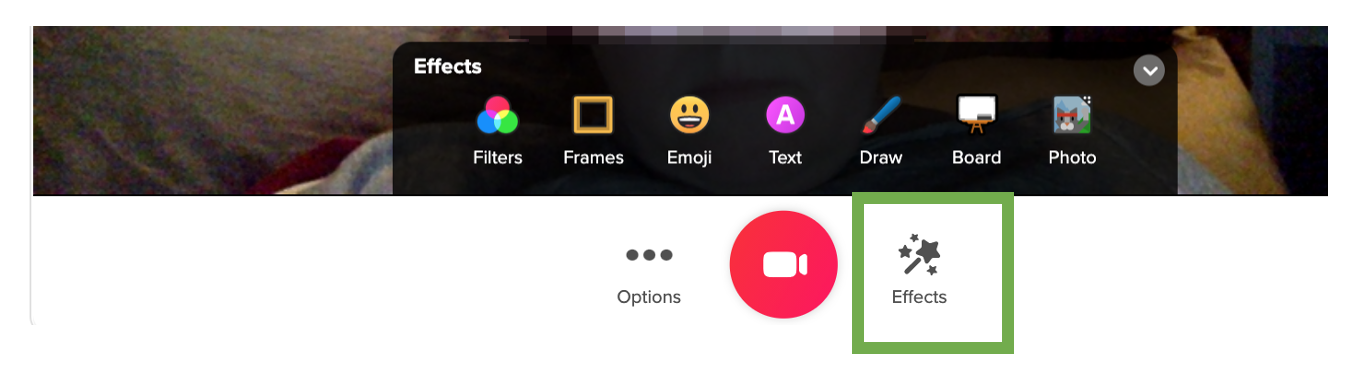 Effects
Filters Frames Emoji Text Draw Board Photo
Options Effects